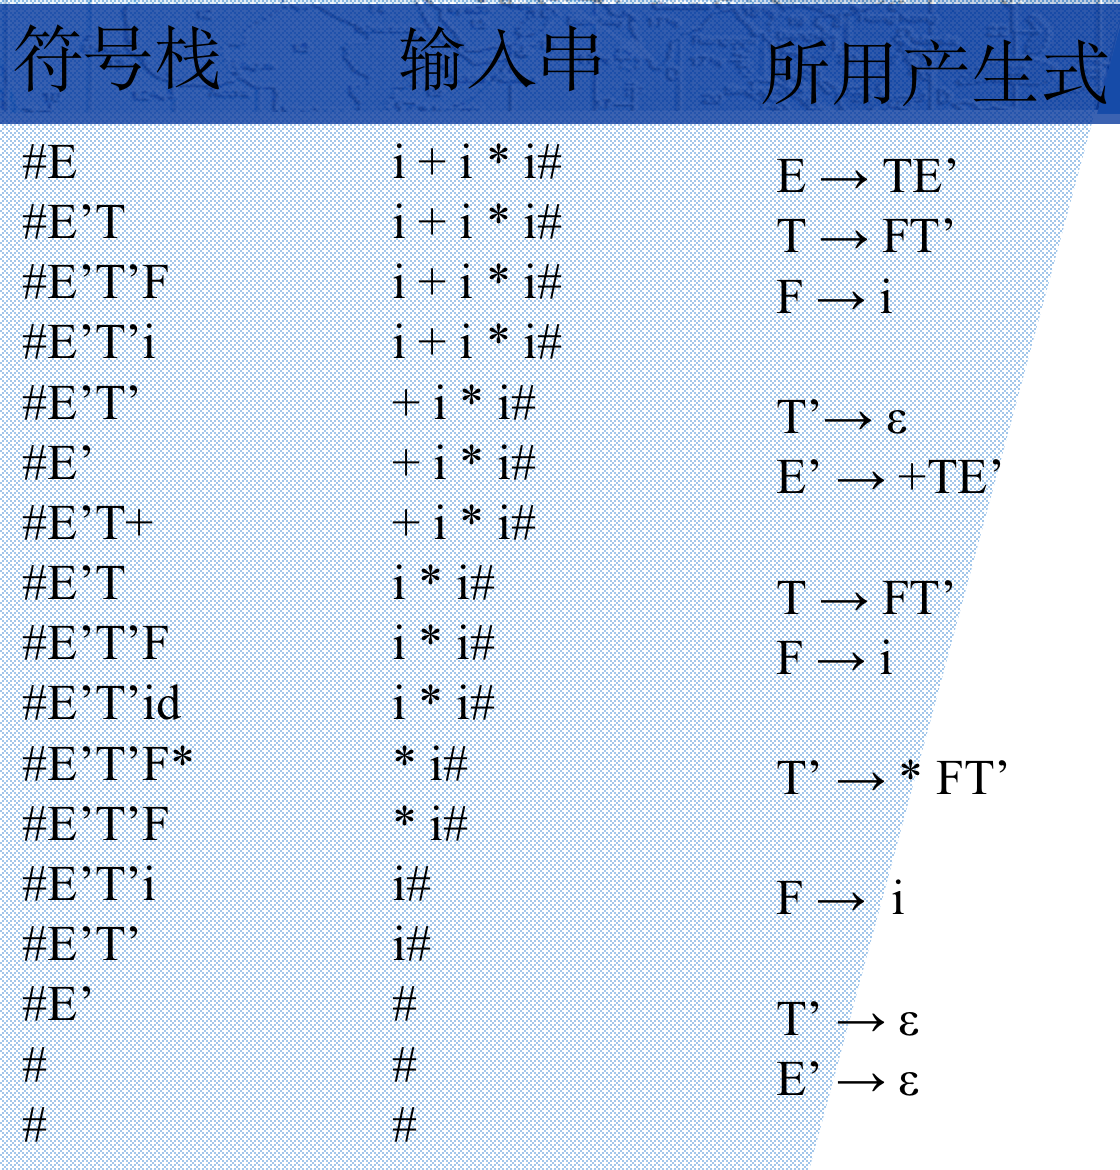 符号栈 输入串 所用产生式
#E i + i * i# E → TE’
#E’T i + i * i# T → FT’
#E’T’F i + i * i# F → i
#E’T’i i + i * i#
#E’T’ + i * i# T’→ ε
#E’ + i * i# E’ → +TE’
#E’T+ + i * i#
#E’T i * i# T → FT’
#E’T’F i * i# F → i
#E’T’id i * i#
#E’T’F* * i# T’ → * FT’
#E’T’F * i#
#E’T’i i# F → i
#E’T’ i#
#E’ # T’ → ε
# # E’ → ε
# #